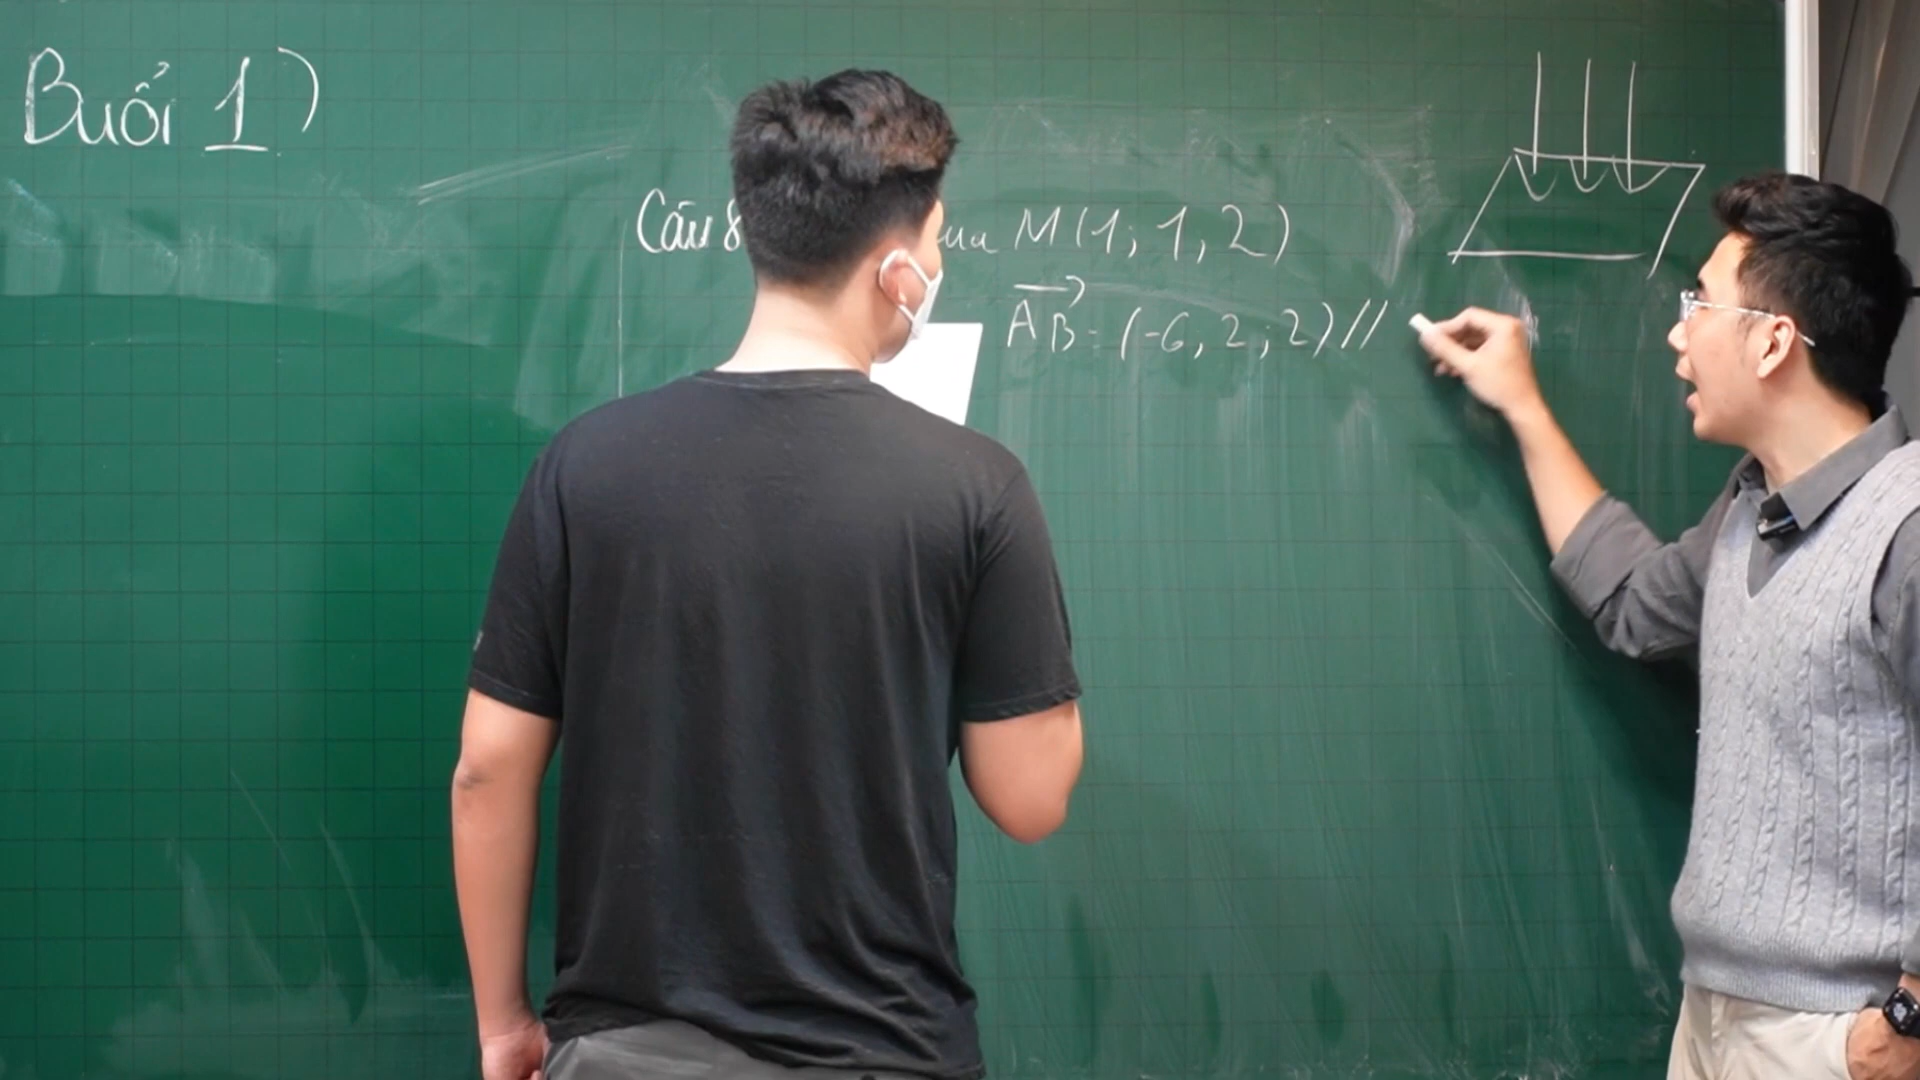 Buổi 1)
Câu 8 qua M(1; 1, 2)
AB = (-6, 2; 2) //